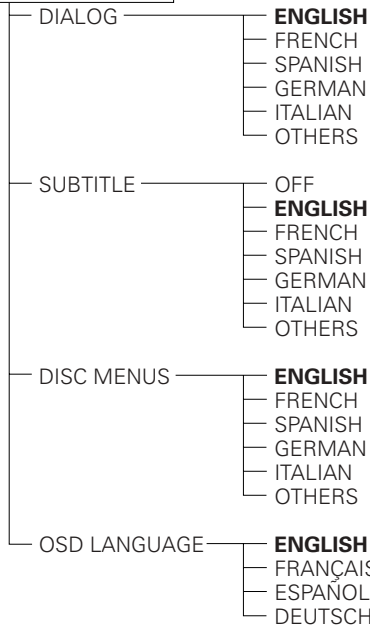 DIALOG ENGLISH
FRENCH
SPANISH
GERMAN
ITALIAN
OTHERS
SUBTITLE OFF
ENGLISH
FRENCH
SPANISH
GERMAN
ITALIAN
OTHERS
DISC MENUS ENGLISH
FRENCH
SPANISH
GERMAN
ITALIAN
OTHERS
OSD LANGUAGE ENGLISH
FRANÇAIS
ESPAÑOL
DEUTSCH